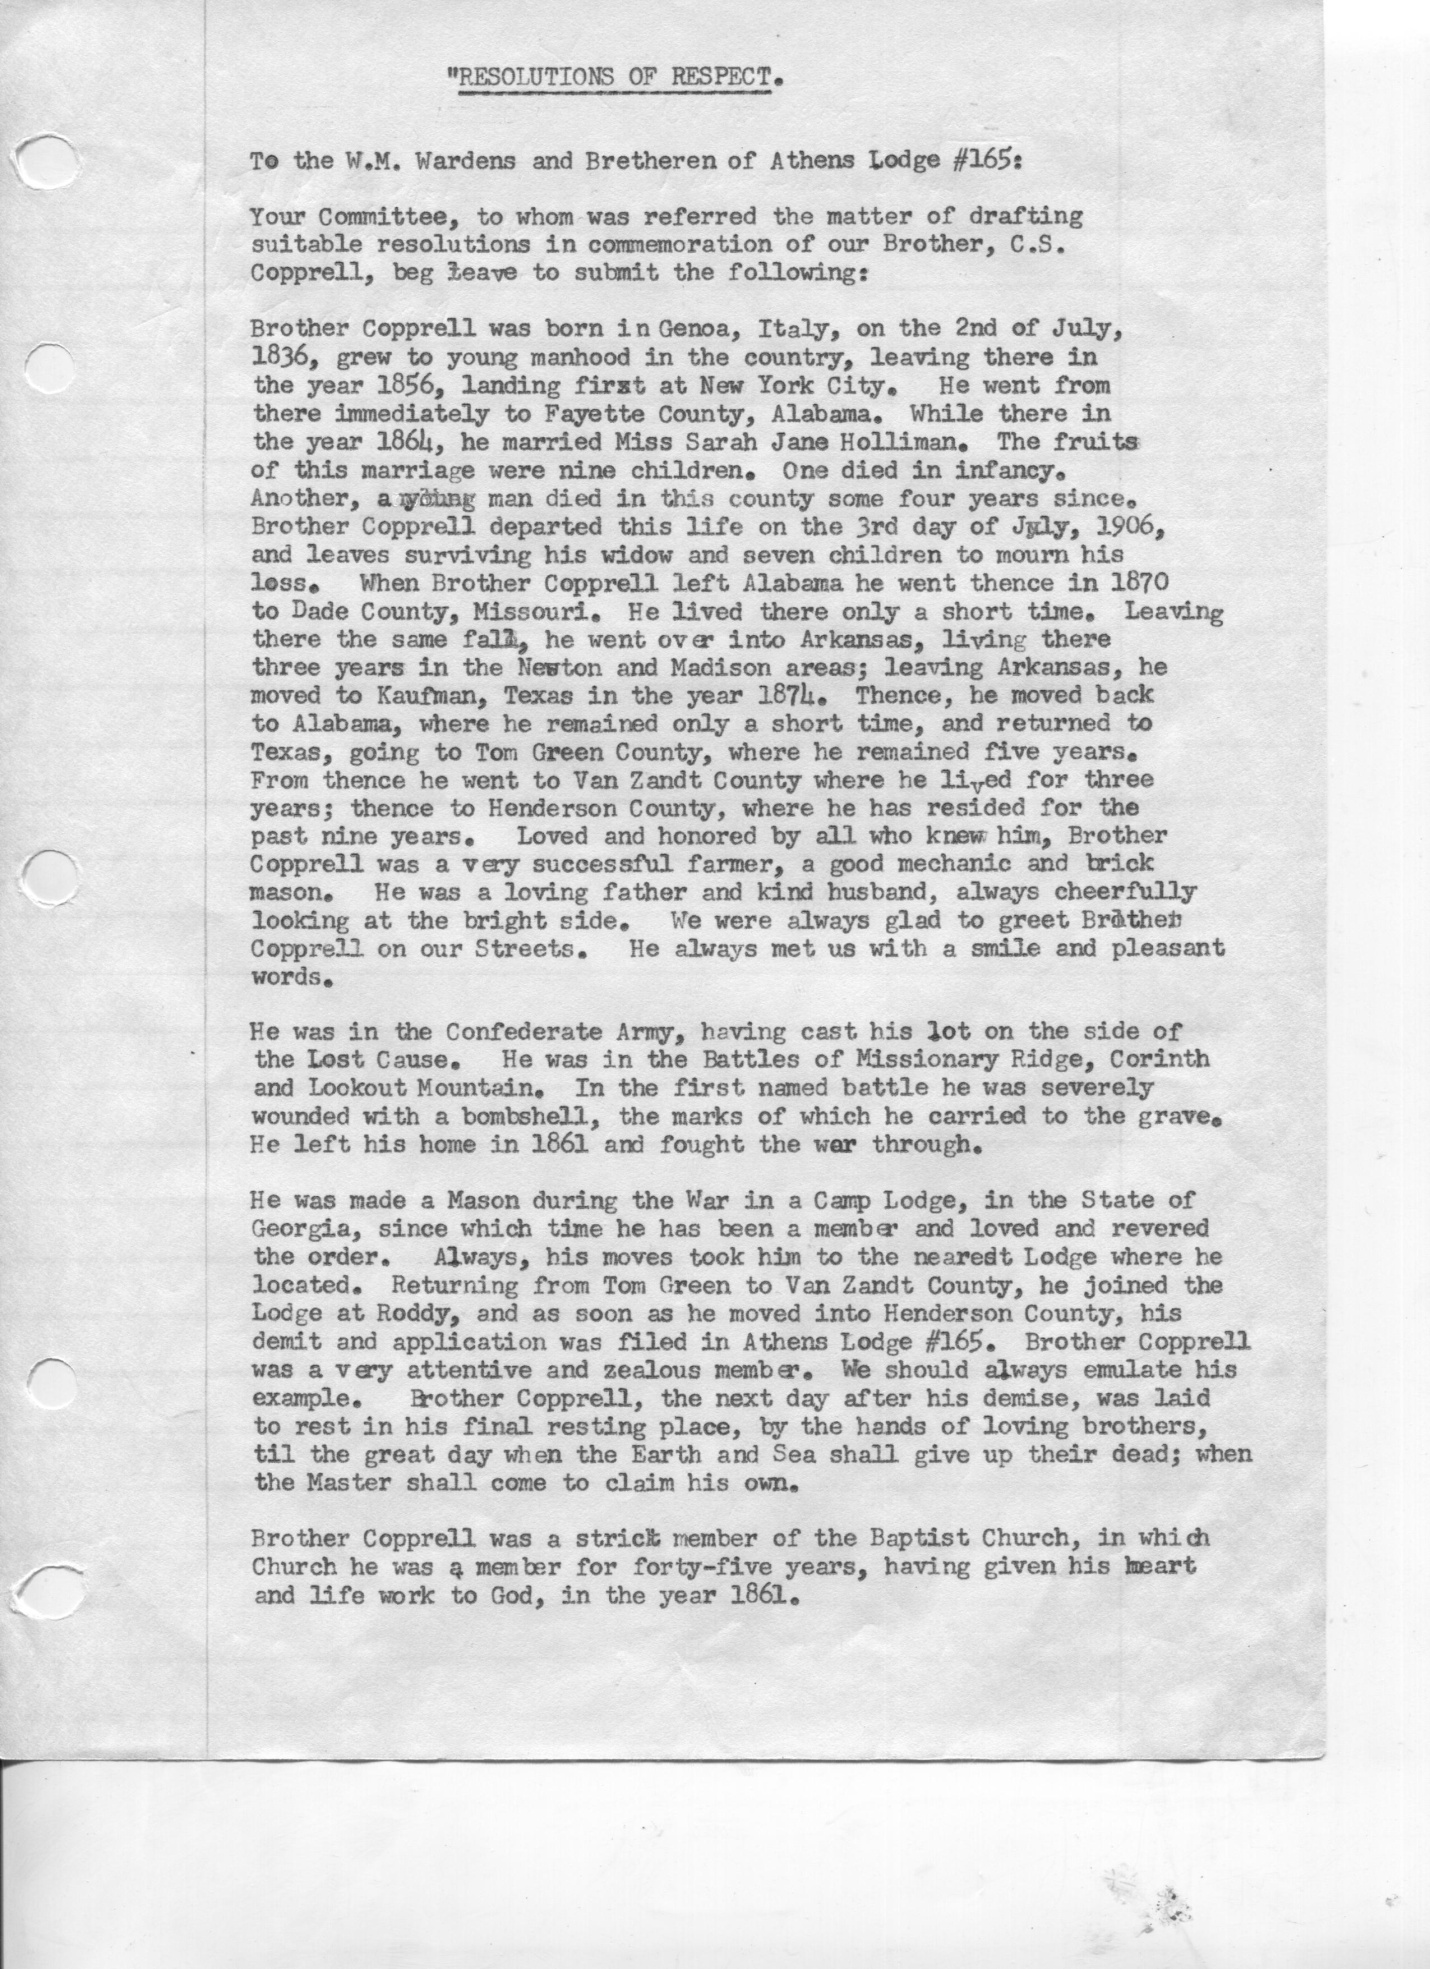 "RESOLUTIONS OF RESPECT.
To the W.M. Wardens and Bretheren of Athens Lodge #165:
Your Committee, to whom was referred the matter of drafting
suitable resolutions in commemoration of our Brother, C.S.
Copprell, beg leave to submit the following:
Brother Copprell was born in Genoa, Italy, on the 2nd of July,
1836, grew to young manhood in the country, leaving there in
the year 1856, landing first at New York City. He went from
there immediately to Fayette County, Alabama. While there in
the year 1864, he married Miss Sarah Jane Holliman. The fruits
of this marriage were nine children. One died in infancy.
Another, a young man died in this county some four years since.
Brother Copprell departed this life on the 3rd day of July, 1906,
and leaves surviving his widow and seven children to mourn his
loss. When Brother Copprell left Alabama he went thence in 1870
to Dade County, Missouri. He lived there only a short time. Leaving
there the same fall, he went over into Arkansas, living there
three years in the Newton and Madison areas; leaving Arkansas, he
moved to Kaufman, Texas in the year 1874. Thence, he moved back
to Alabama, where he remained only a short time, and returned to
Texas, going to Tom Green County, where he remained five years.
From thence he went to Van Zandt County where he lived for three
years; thence to Henderson County, where he has resided for the
past nine years. Loved and honored by all who knew him, Brother
Copprell was a very successful farmer, a good mechanic and brick
mason. He was a loving father and kind husband, always cheerfully
looking at the bright side. We were always glad to greet Brother
Copprell on our Streets. He always met us with a smile and pleasant
words.
He was in the Confederate Army, having cast his lot on the side of
the Lost Cause. He was in the Battles of Missionary Ridge, Corinth
and Lookout Mountain. In the first named battle he was severely
wounded with a bombshell, the marks of which he carried to the grave.
He left his home in 1861 and fought the war through.
He was made a Mason during the War in a Camp Lodge, in the State of
Georgia, since which time he has been a member and loved and revered
the order. Always, his moves took him to the nearest Lodge where he
located. Returning from Tom Green to Van Zandt County, he joined the
Lodge at Roddy, and as soon as he moved into Henderson County, his
demit and application was filed in Athens Lodge #165. Brother Copprell
was a very attentive and zealous member. We should always emulate his
example. Brother Copprell, the next day after his demise, was laid
to rest in his final resting place, by the hands of loving brothers,
til the great day when the Earth and Sea shall give up their dead; when
the Master shall come to claim his own.
Brother Copprell was a strict member of the Baptist Church, in which
Church he was a member for forty-five years, having given his heart
and life work to God, in the year 1861.